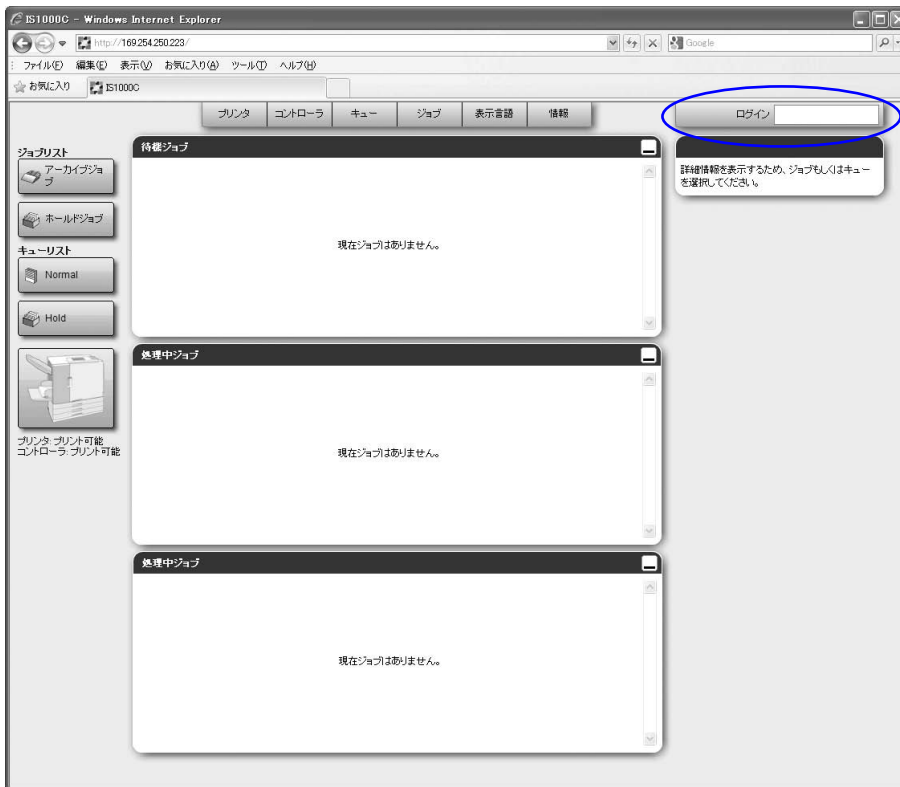 IS1000C - Windows Internet Explorer
http://169.254.250.223/
Google
ファイル(F) 編集(E) 表示(V) お気に入り(A) ツール(T) ヘルプ(H)
お気に入り IS1000C
プリンタ コントローラ キュー ジョブ 表示言語 情報
ログイン
ジョブリスト
アーカイブジョ
ブ
ホールドジョブ
キューリスト
Normal
Hold
プリンタ: プリント可能
コントローラ: プリント可能
待機ジョブ
現在ジョブはありません。
処理中ジョブ
現在ジョブはありません。
処理中ジョブ
現在ジョブはありません。
詳細情報を表示するため、ジョブもしくはキュー
を選択してください。